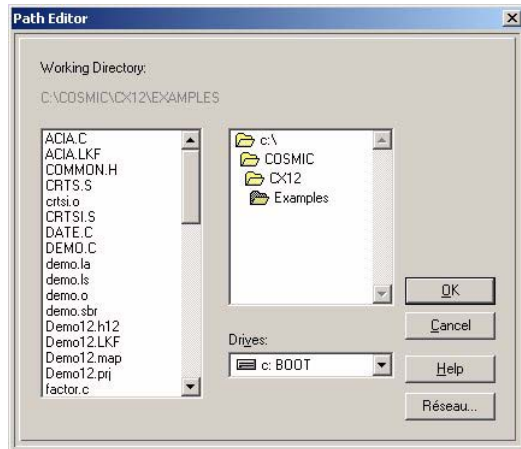 Path Editor
Working Directory:
C:\COSMIC\CX12\EXAMPLES
ACIA.C
ACIA.LKF
COMMON.H
CRTS.S
crtsi.o
CRTSI.S
DATE.C
DEMO.C
demo.la
demo.ls
demo.o
demo.sbr
Demo12.h12
Demo12.LKF
Demo12.map
Demo12.prj
factor.c
c:\
COSMIC
CX12
Examples
Drives:
c: BOOT
OK
Cancel
Help
Réseau...